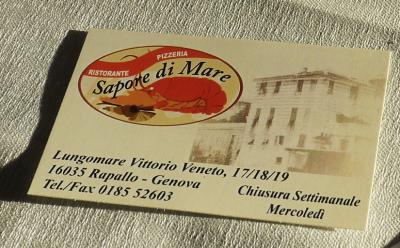 PIZZERIA
RISTORANTE
Sapore di Mare
Lungomare Vittorio Veneto, 17/18/19
16035 Rapallo - Genova
Tel./Fax 0185 52603
Chiusura Settimanale
Mercoledì